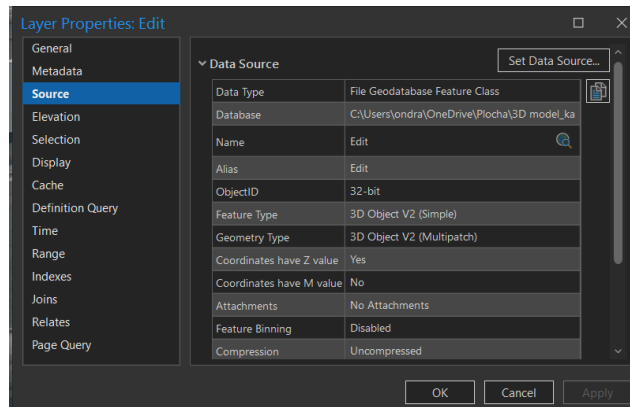 Layer Properties: Edit
General
Metadata
Source
Elevation
Selection
Display
Cache
Definition Query
Time
Range
Indexes
Joins
Relates
Page Query
Data Source
Set Data Source...
Data Type File Geodatabase Feature Class
Database C:\Users\ondra\OneDrive\Plocha\3D model_ka
Name Edit
Alias Edit
ObjectID 32-bit
Feature Type 3D Object V2 (Simple)
Geometry Type 3D Object V2 (Multipatch)
Coordinates have Z value Yes
Coordinates have M value No
Attachments No Attachments
Feature Binning Disabled
Compression Uncompressed
OK Cancel Apply